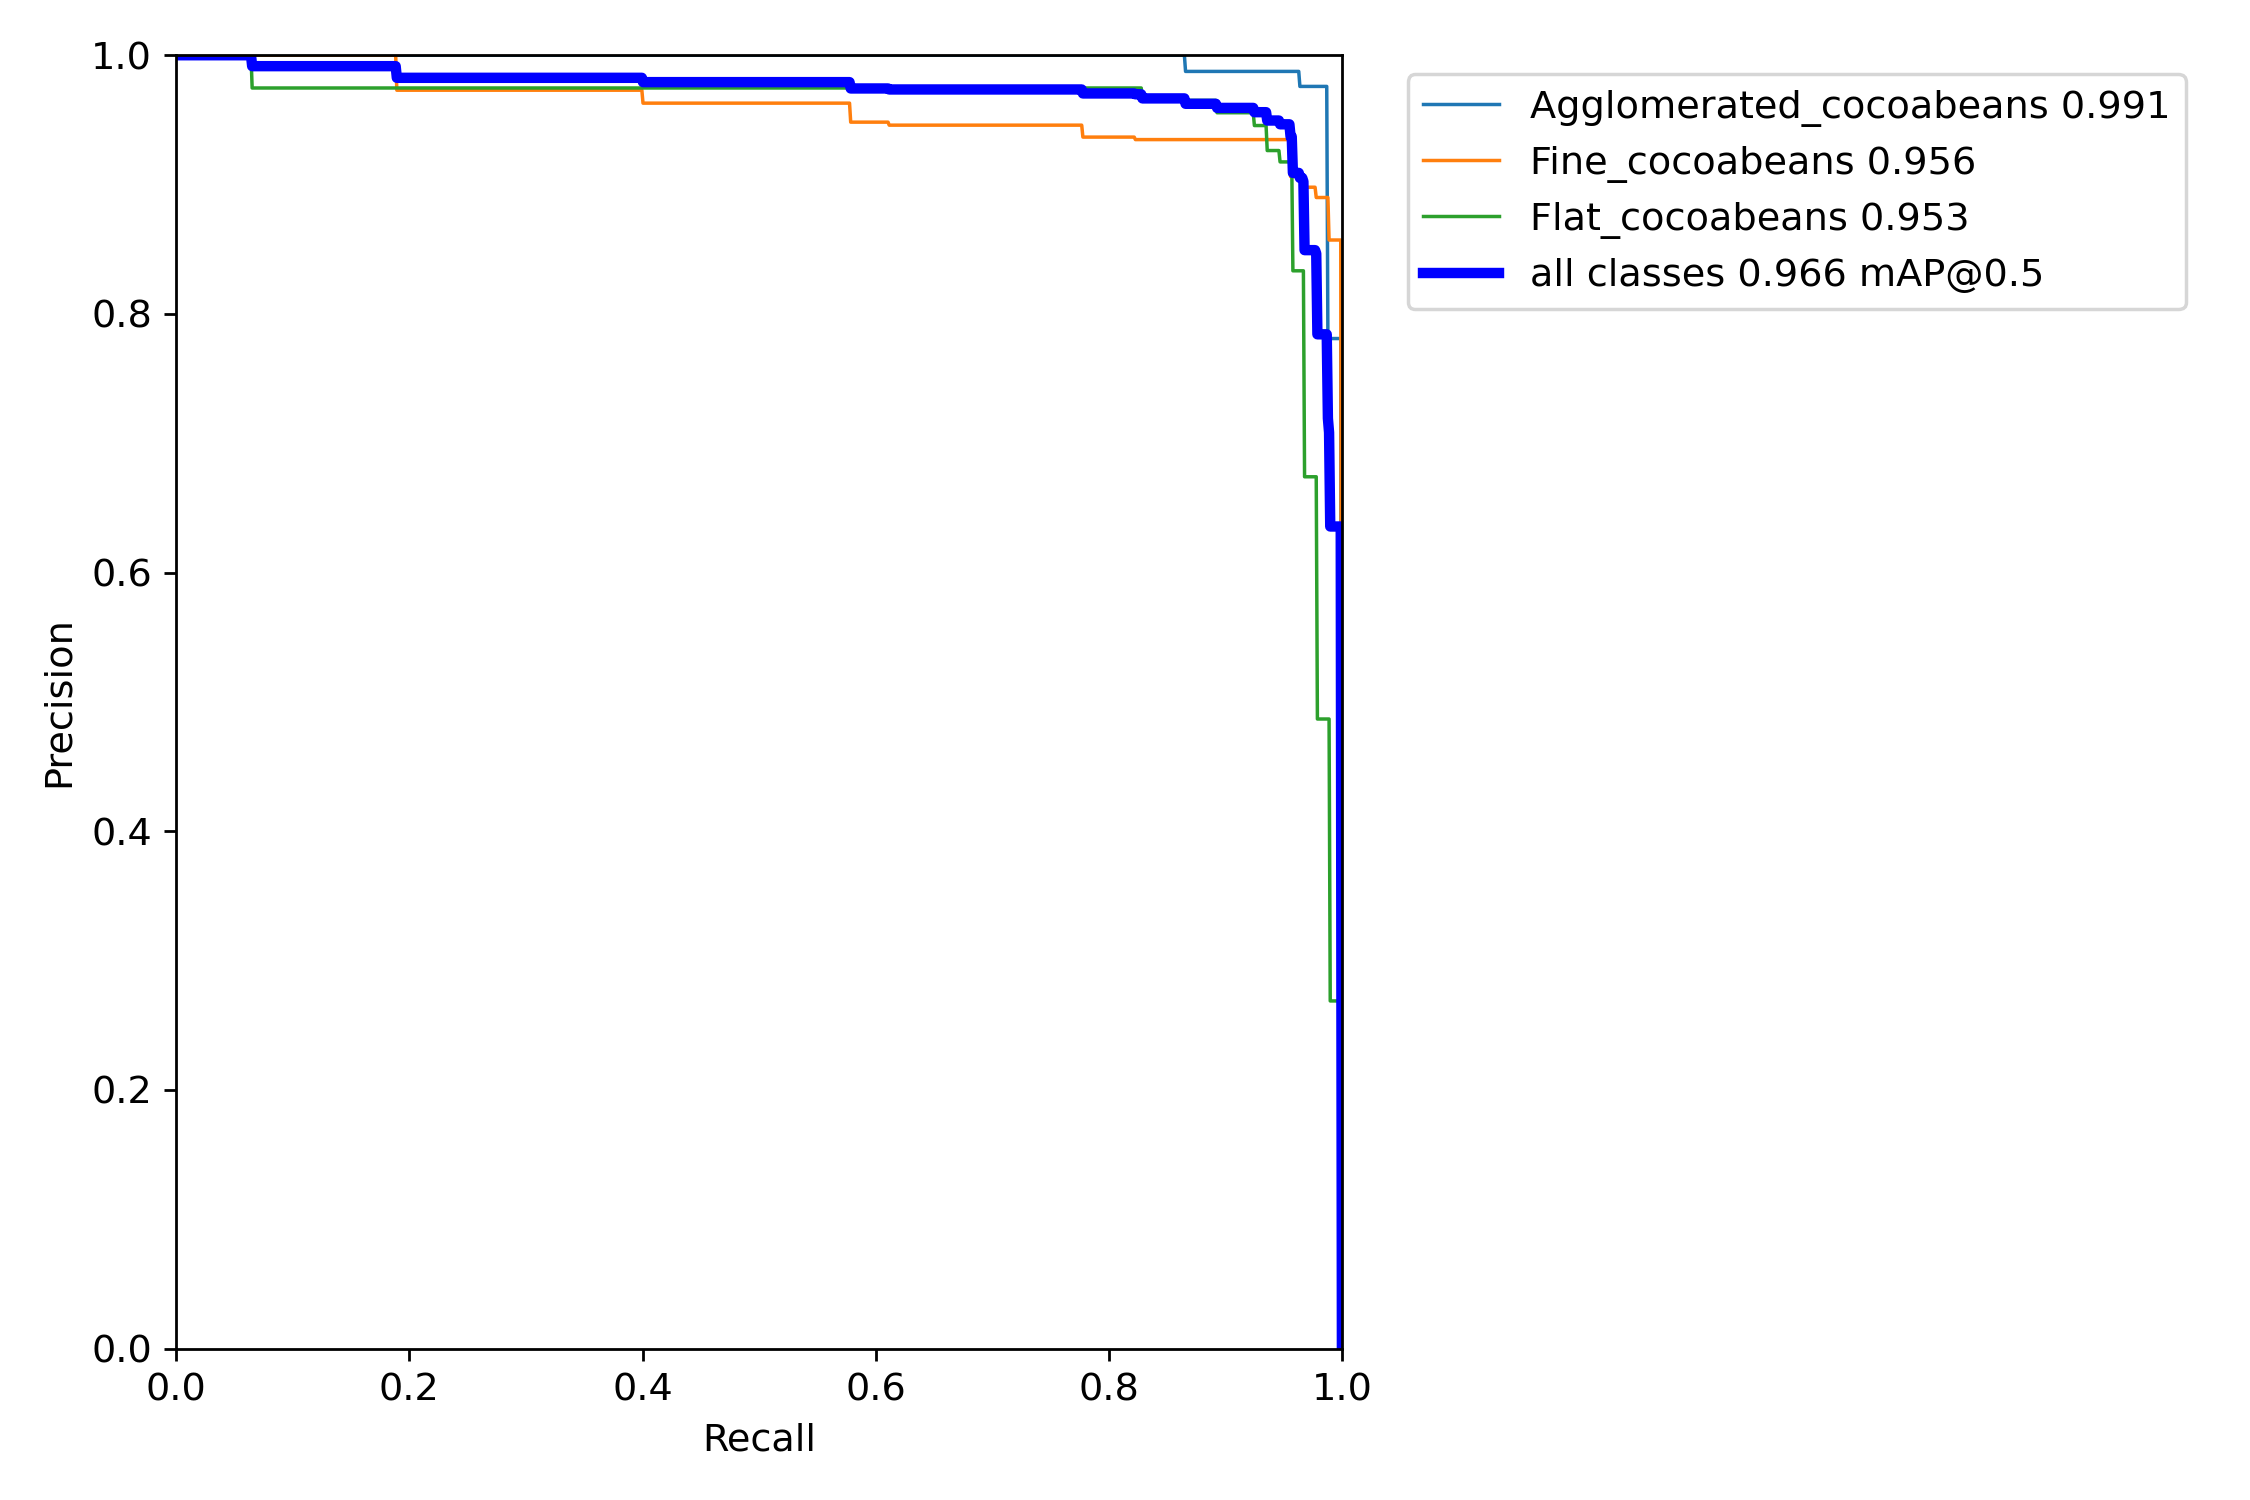 1.0
0.8
0.6
0.4
0.2
0.0
Precision
0.0 0.2 0.4 0.6 0.8 1.0
Recall
Agglomerated_cocoabeans 0.991
Fine_cocoabeans 0.956
Flat_cocoabeans 0.953
all classes 0.966 mAP@0.5